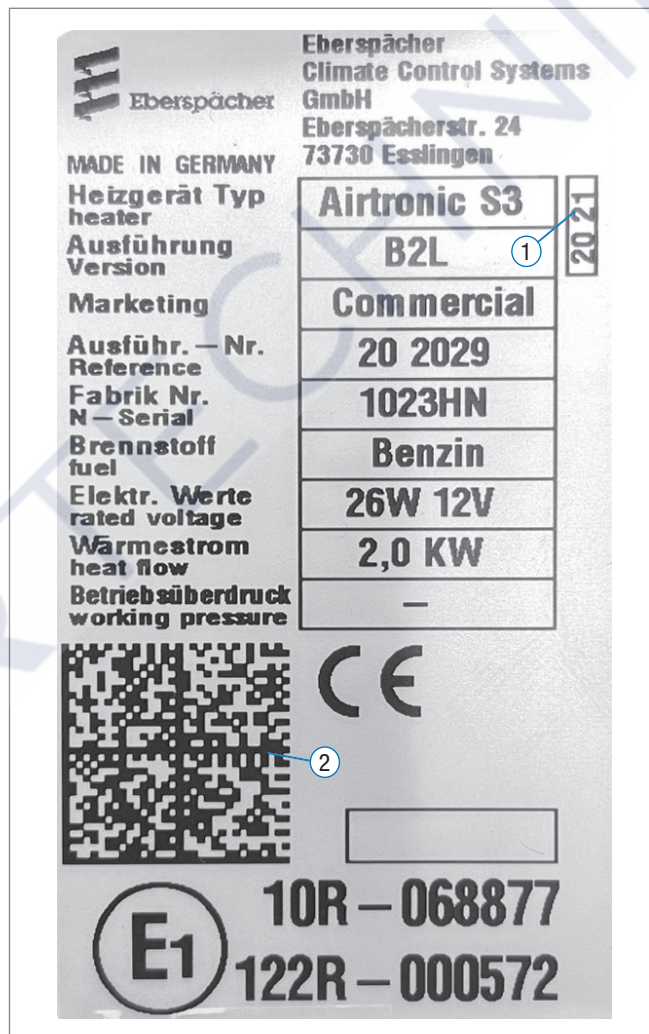 Eberspächer
Eberspächer
Climate Control Systems
GmbH
Eberspächerstr. 24
73730 Esslingen
MADE IN GERMANY
Heizgerät Typ
heater
Airtronic S3
20 21
1
Ausführung
Version
B2L
Marketing
Commercial
Ausführ. – Nr.
Reference
20 2029
Fabrik Nr.
N – Serial
1023HN
Brennstoff
fuel
Benzin
Elektr. Werte
rated voltage
26W 12V
Wärmestrom
heat flow
2,0 KW
Betriebsüberdruck
working pressure
–
CE
2
E1
10R – 068877
122R – 000572